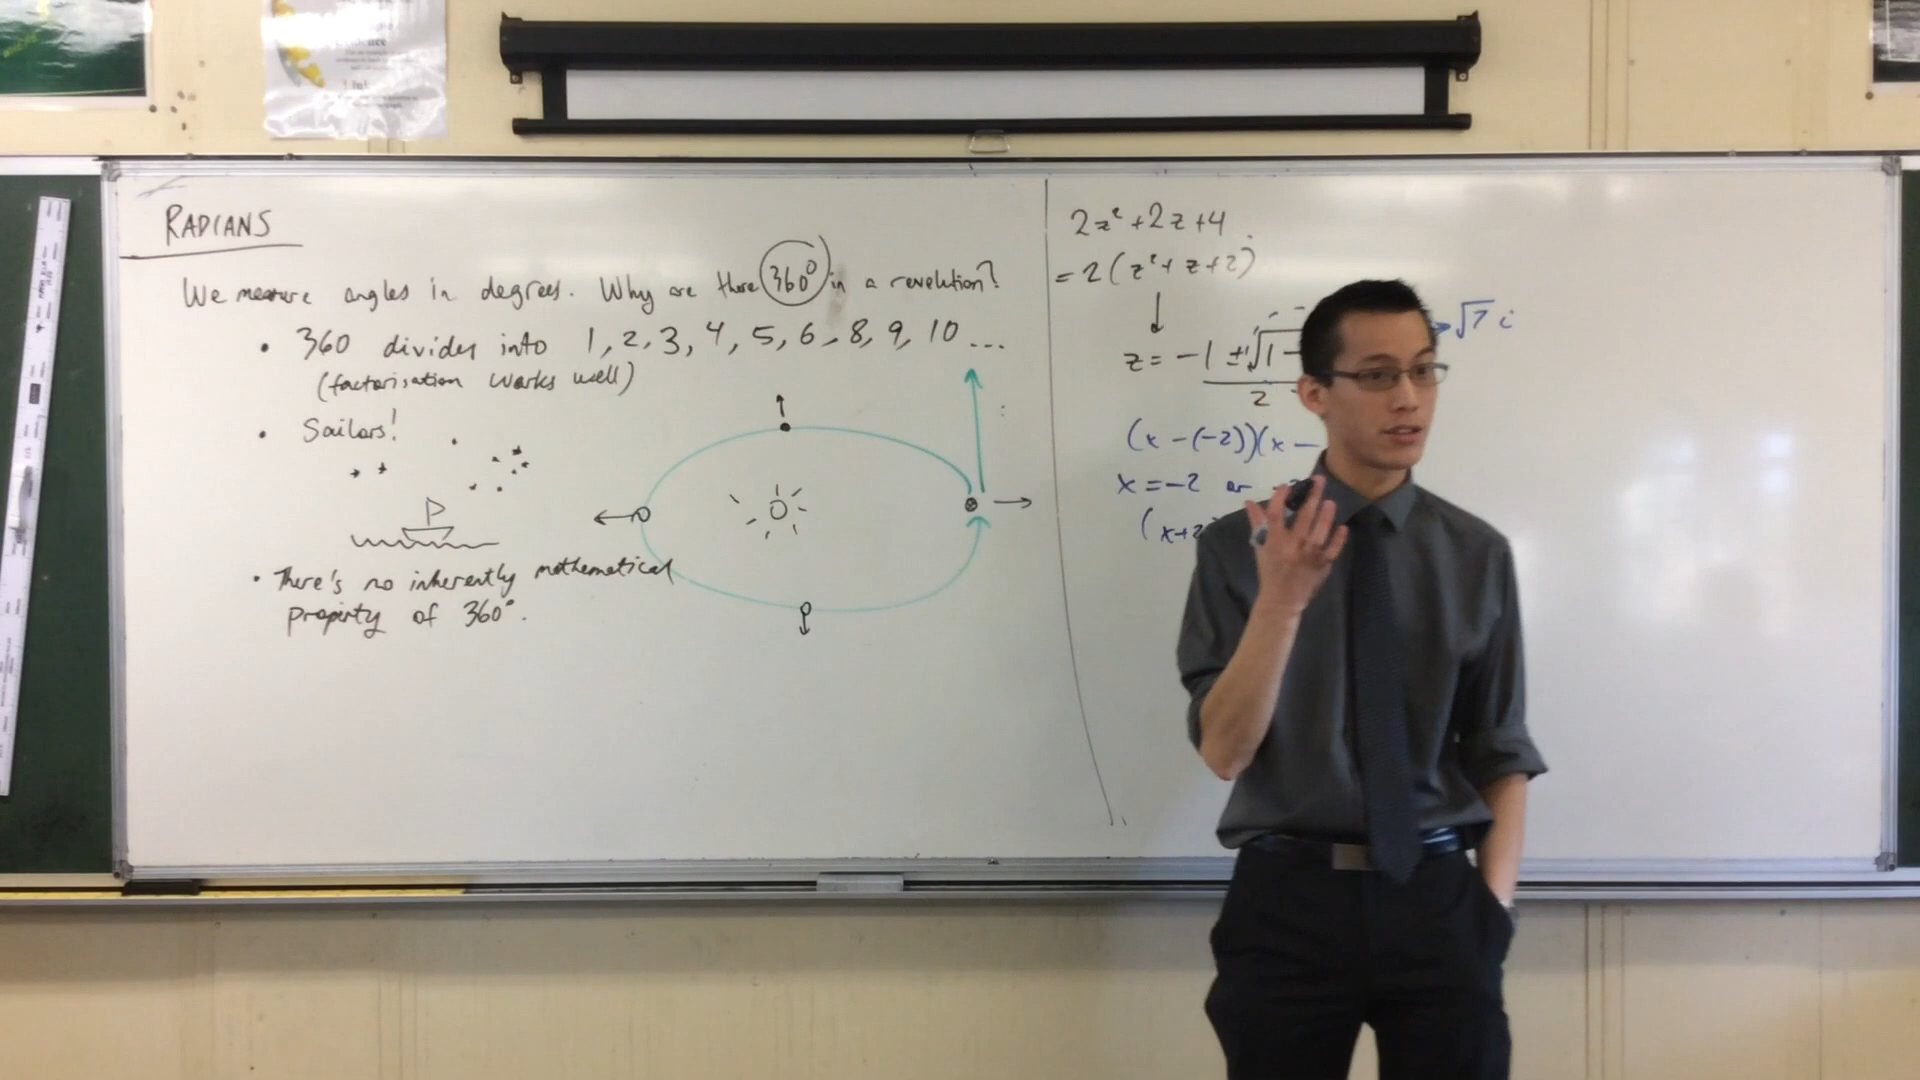 RADIANS
We measure angles in degrees. Why are there 360° in a revolution?
• 360 divides into 1, 2, 3, 4, 5, 6, 8, 9, 10 ...
(factorisation works well)
• Sailors!
• There's no inherently mathematical
property of 360°.
2z² + 2z + 4
= 2(z² + z + 2)
z = -1 ± √1 -
2
√7 i
(x - (-2))(x -
x = -2 or
(x+2